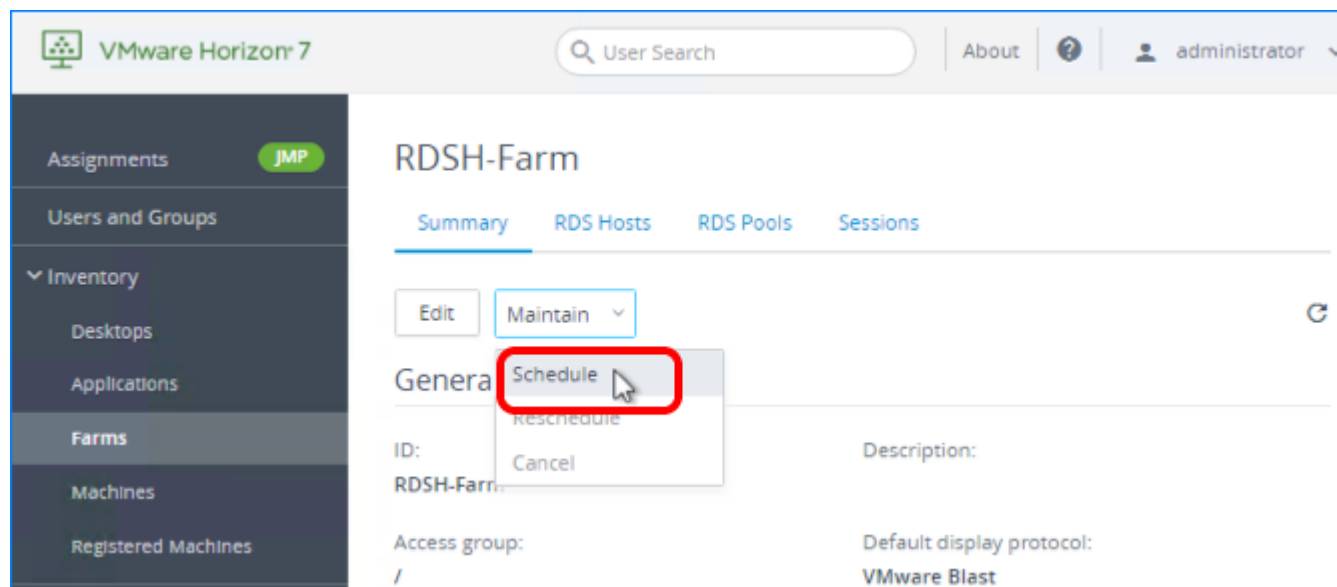 VMware Horizon® 7
User Search
About
?
administrator
Assignments JMP
Users and Groups
Inventory
Desktops
Applications
Farms
Machines
Registered Machines
RDSH-Farm
Summary RDS Hosts RDS Pools Sessions
Edit Maintain
Schedule
Reschedule
Cancel
Genera
ID: Description:
RDSH-Farm
Access group: Default display protocol:
/ VMware Blast